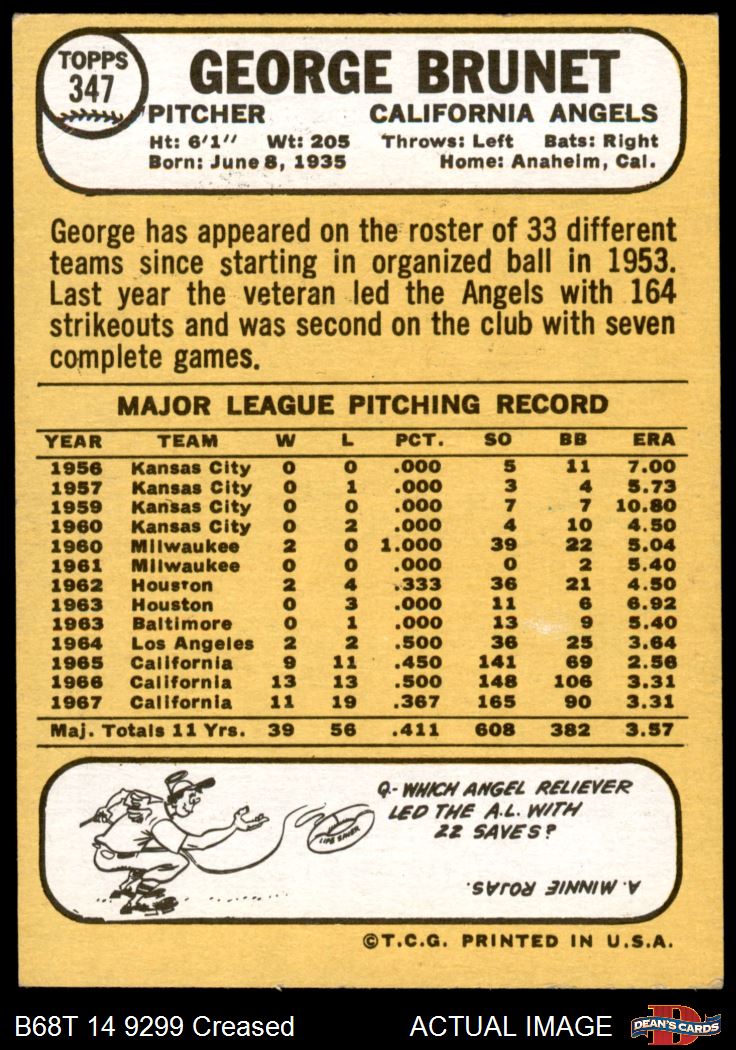 TOPPS
347
GEORGE BRUNET
PITCHER CALIFORNIA ANGELS
Ht: 6'1" Wt: 205 Throws: Left Bats: Right
Born: June 8, 1935 Home: Anaheim, Cal.
George has appeared on the roster of 33 different
teams since starting in organized ball in 1953.
Last year the veteran led the Angels with 164
strikeouts and was second on the club with seven
complete games.
MAJOR LEAGUE PITCHING RECORD
YEAR TEAM W L PCT. SO BB ERA
1956 Kansas City 0 0 .000 5 11 7.00
1957 Kansas City 0 1 .000 3 4 5.73
1959 Kansas City 0 0 .000 7 7 10.80
1960 Kansas City 0 2 .000 4 10 4.50
1960 Milwaukee 2 0 1.000 39 22 5.04
1961 Milwaukee 0 0 .000 0 2 5.40
1962 Houston 2 4 .333 36 21 4.50
1963 Houston 0 3 .000 11 6 6.92
1963 Baltimore 0 1 .000 13 9 5.40
1964 Los Angeles 2 2 .500 36 25 3.64
1965 California 9 11 .450 141 69 2.56
1966 California 13 13 .500 148 106 3.31
1967 California 11 19 .367 165 90 3.31
Maj. Totals 11 Yrs. 39 56 .411 608 382 3.57
Q- WHICH ANGEL RELIEVER
LED THE A.L. WITH
22 SAVES?
LIFE SAVER
A. MINNIE ROJAS.
©T.C.G. PRINTED IN U.S.A.
B68T 14 9299 Creased ACTUAL IMAGE
DEAN'S CARDS